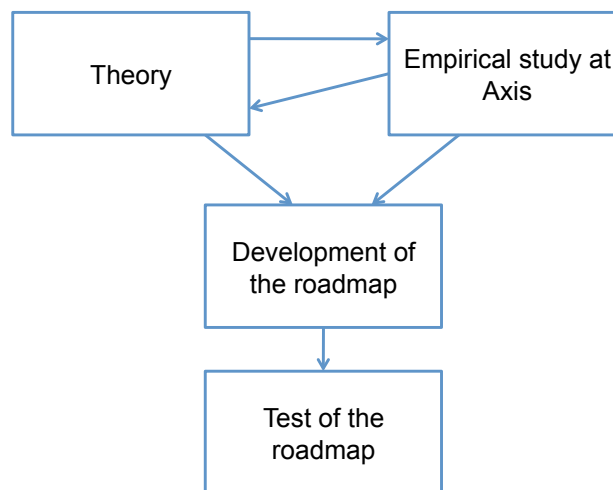 Theory
Empirical study at
Axis
Development of
the roadmap
Test of the
roadmap